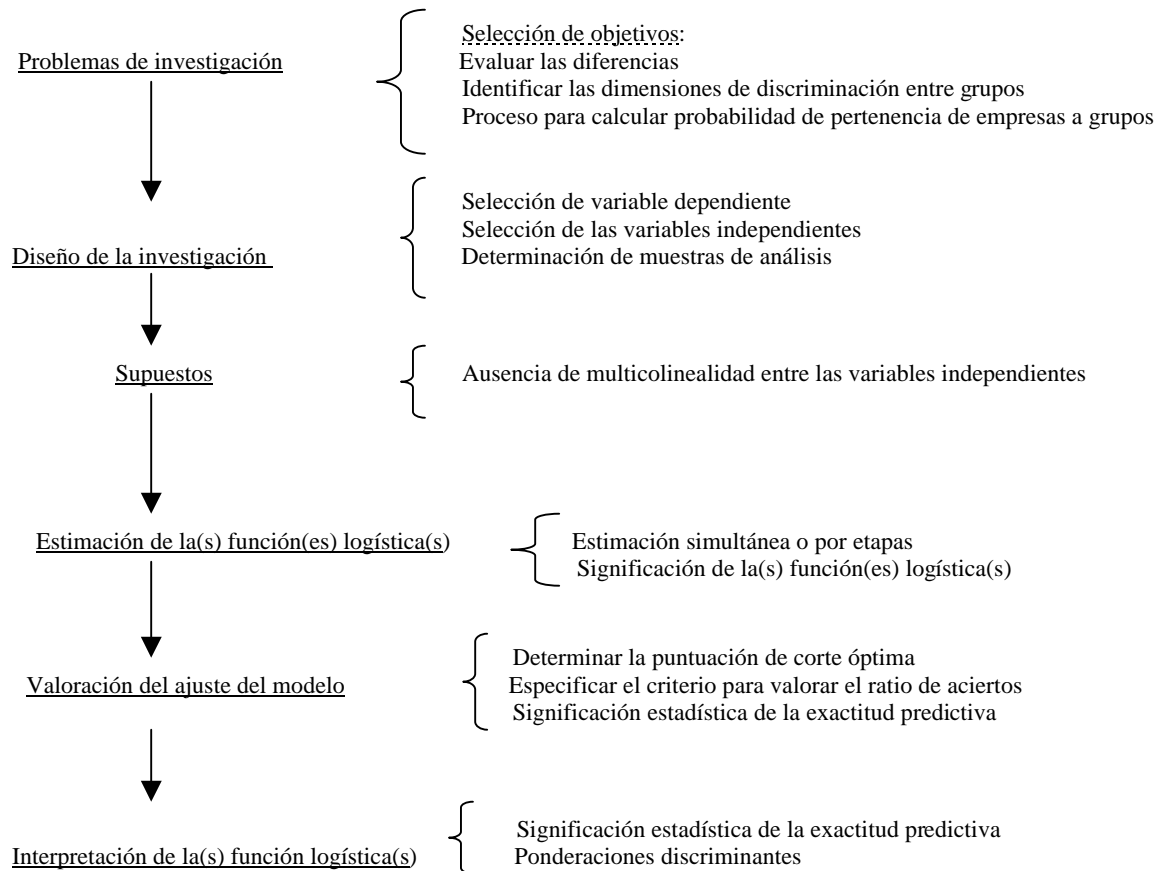 Problemas de investigación
Selección de objetivos:
Evaluar las diferencias
Identificar las dimensiones de discriminación entre grupos
Proceso para calcular probabilidad de pertenencia de empresas a grupos
Diseño de la investigación
Selección de variable dependiente
Selección de las variables independientes
Determinación de muestras de análisis
Supuestos
Ausencia de multicolinealidad entre las variables independientes
Estimación de la(s) función(es) logística(s)
Estimación simultánea o por etapas
Significación de la(s) función(es) logística(s)
Valoración del ajuste del modelo
Determinar la puntuación de corte óptima
Especificar el criterio para valorar el ratio de aciertos
Significación estadística de la exactitud predictiva
Interpretación de la(s) función logística(s)
Significación estadística de la exactitud predictiva
Ponderaciones discriminantes